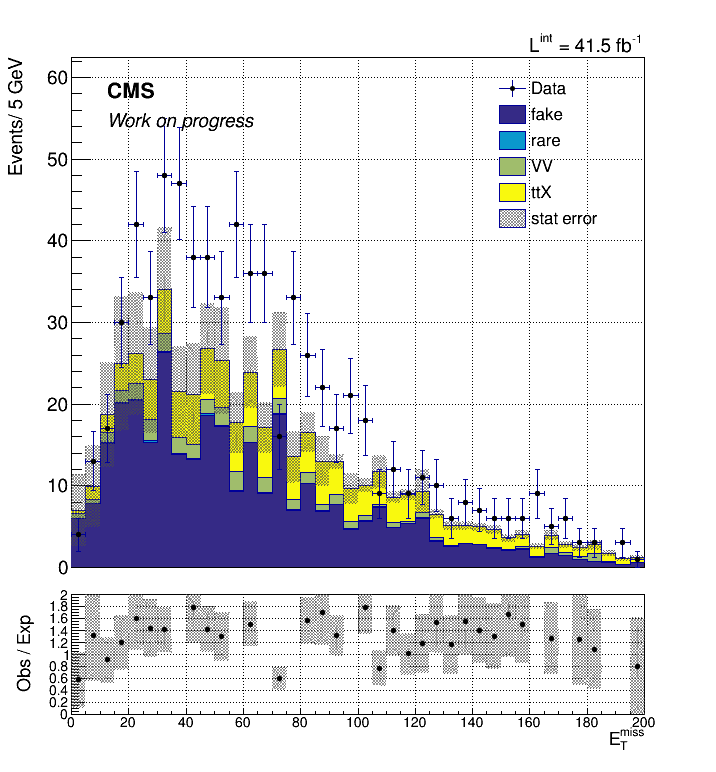 L^int = 41.5 fb^-1
Events/ 5 GeV
60
50
40
30
20
10
0
CMS
Work on progress
Data
fake
rare
VV
ttX
stat error
Obs / Exp
2
1.8
1.6
1.4
1.2
1
0.8
0.6
0.4
0.2
0
0 20 40 60 80 100 120 140 160 180 200
E_T^miss